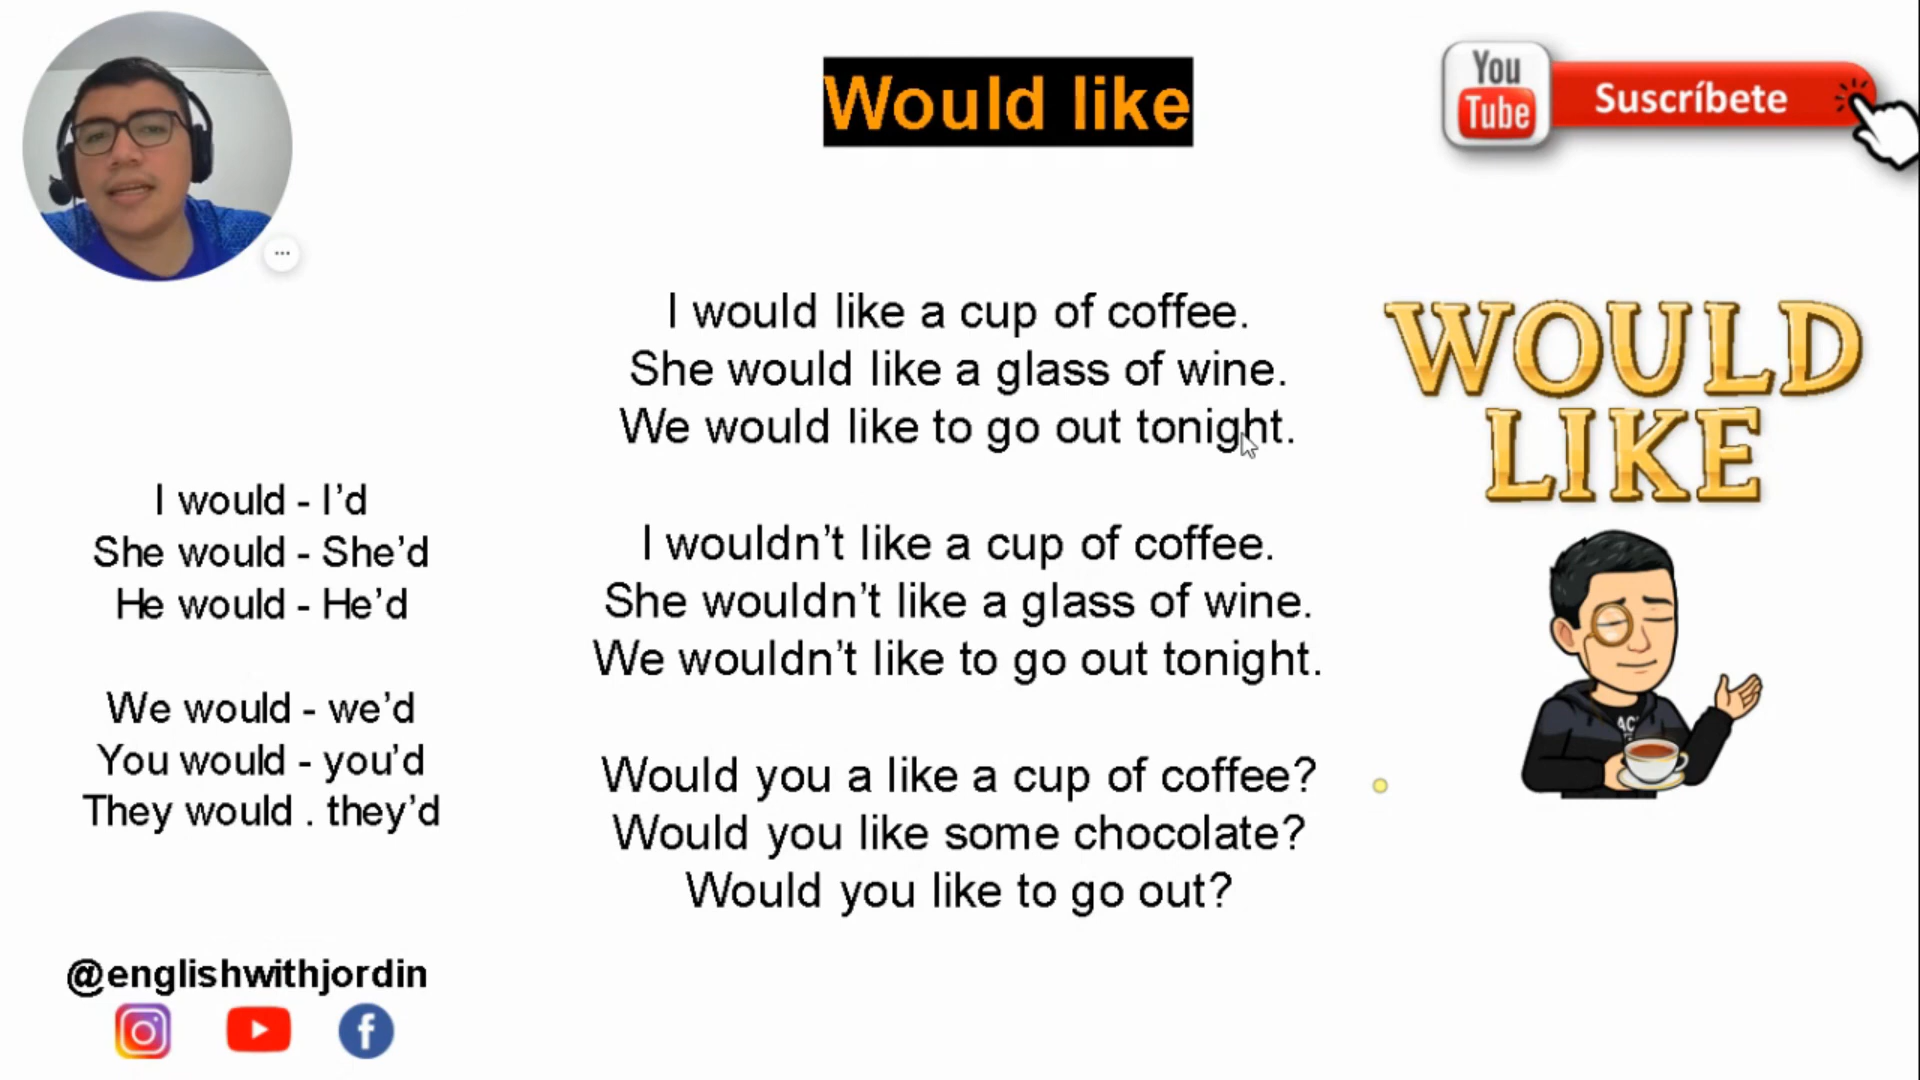 Would like
You
Tube
Suscríbete
I would like a cup of coffee.
She would like a glass of wine.
We would like to go out tonight.
I wouldn’t like a cup of coffee.
She wouldn’t like a glass of wine.
We wouldn’t like to go out tonight.
Would you a like a cup of coffee?
Would you like some chocolate?
Would you like to go out?
I would - I’d
She would - She’d
He would - He’d
We would - we’d
You would - you’d
They would . they’d
@englishwithjordin
WOULD
LIKE